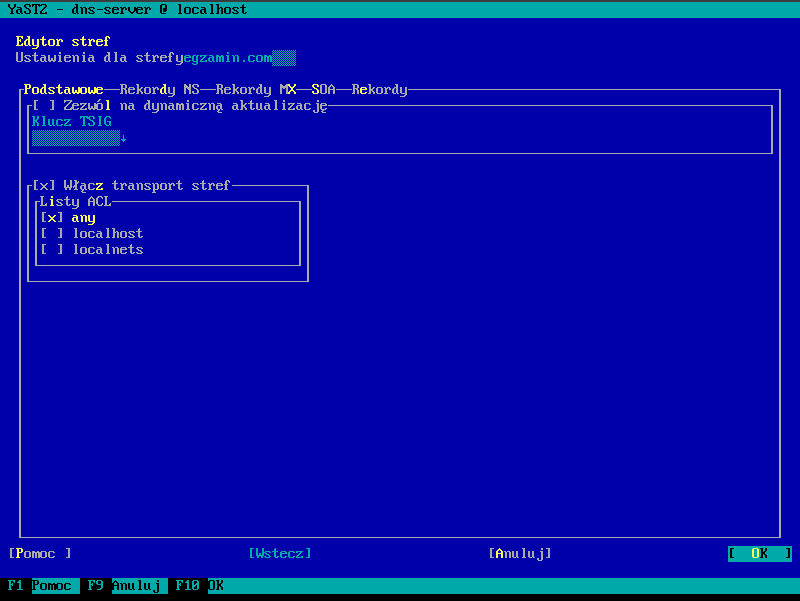 YaST2 - dns-server @ localhost
Edytor stref
Ustawienia dla strefyegzamin.com
Podstawowe Rekordy NS Rekordy MX SOA Rekordy
[ ] Zezwól na dynamiczną aktualizację
Klucz TSIG
[x] Włącz transport stref
Listy ACL
[x] any
[ ] localhost
[ ] localnets
[Pomoc ] [Wstecz] [Anuluj] [ OK ]
F1 Pomoc F9 Anuluj F10 OK